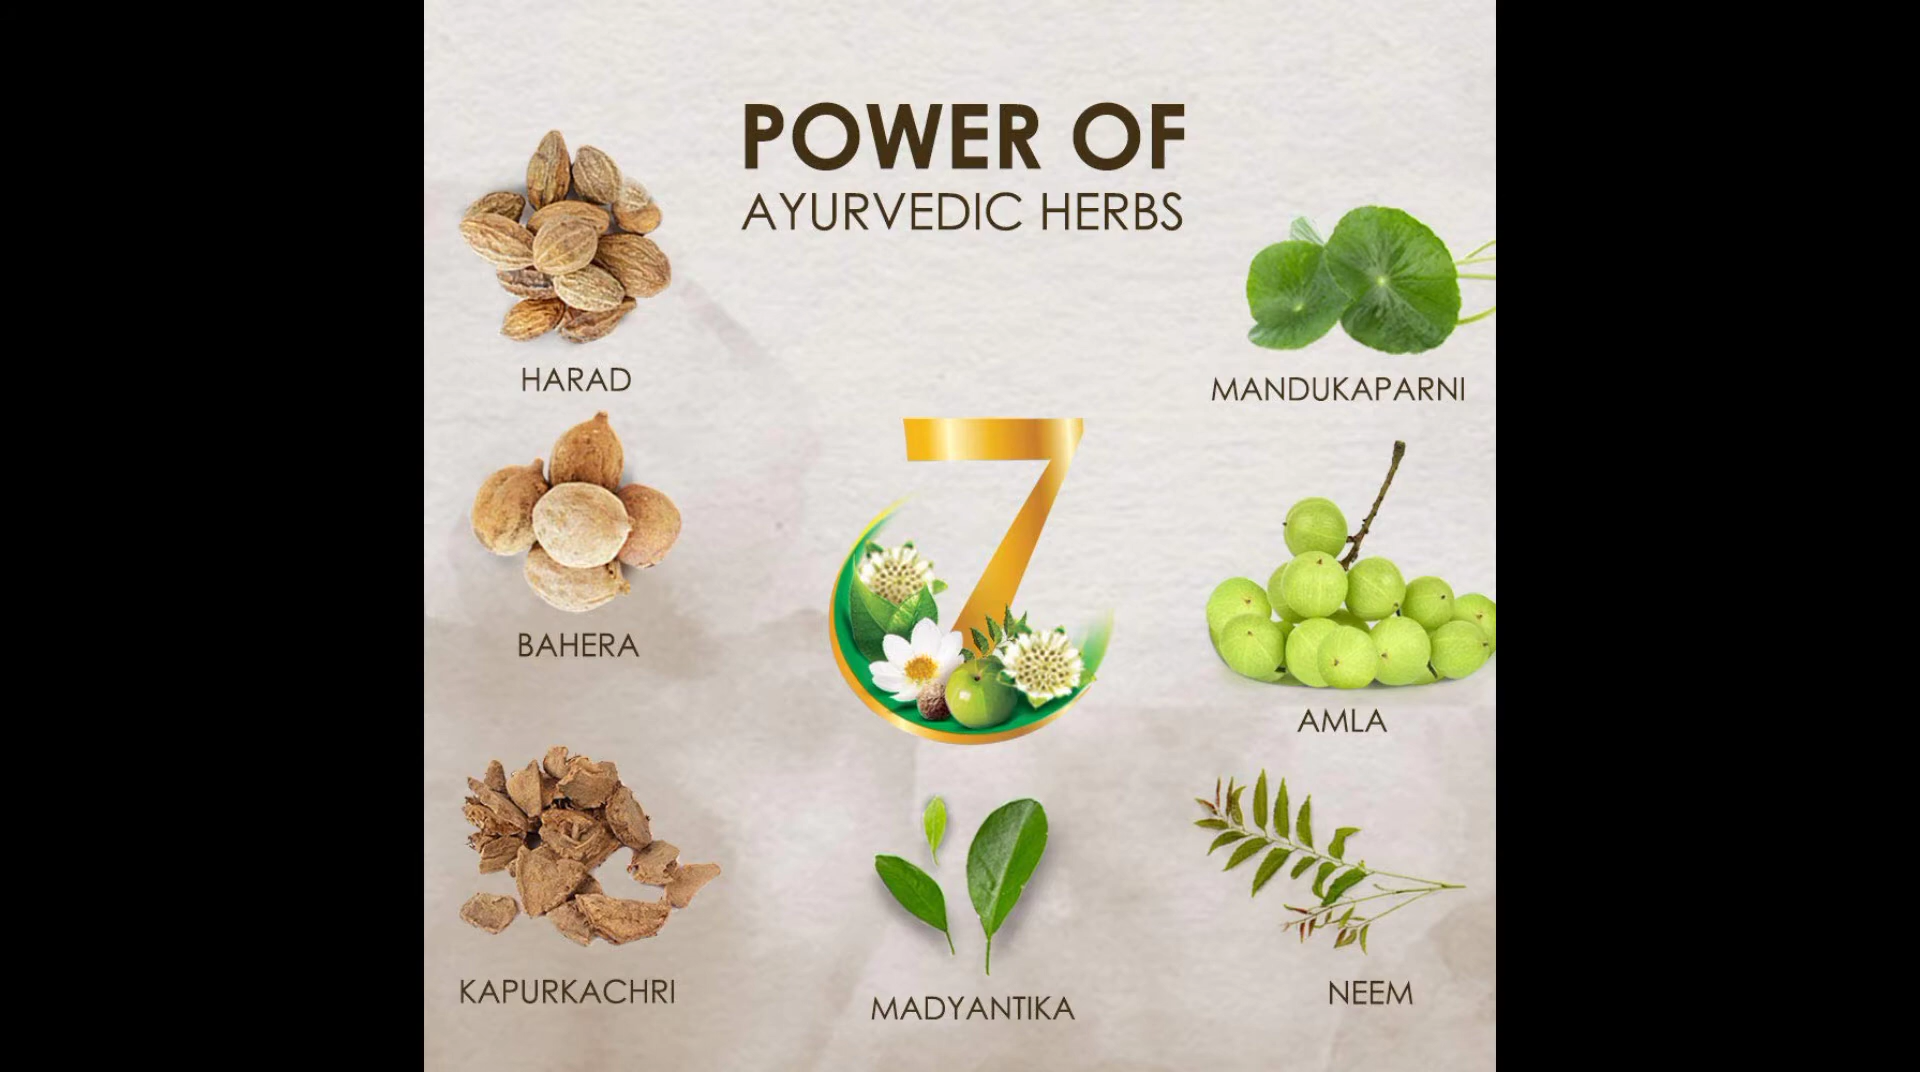 POWER OF
AYURVEDIC HERBS
HARAD
MANDUKAPARNI
BAHERA
7
AMLA
KAPURKACHRI
MADYANTIKA
NEEM